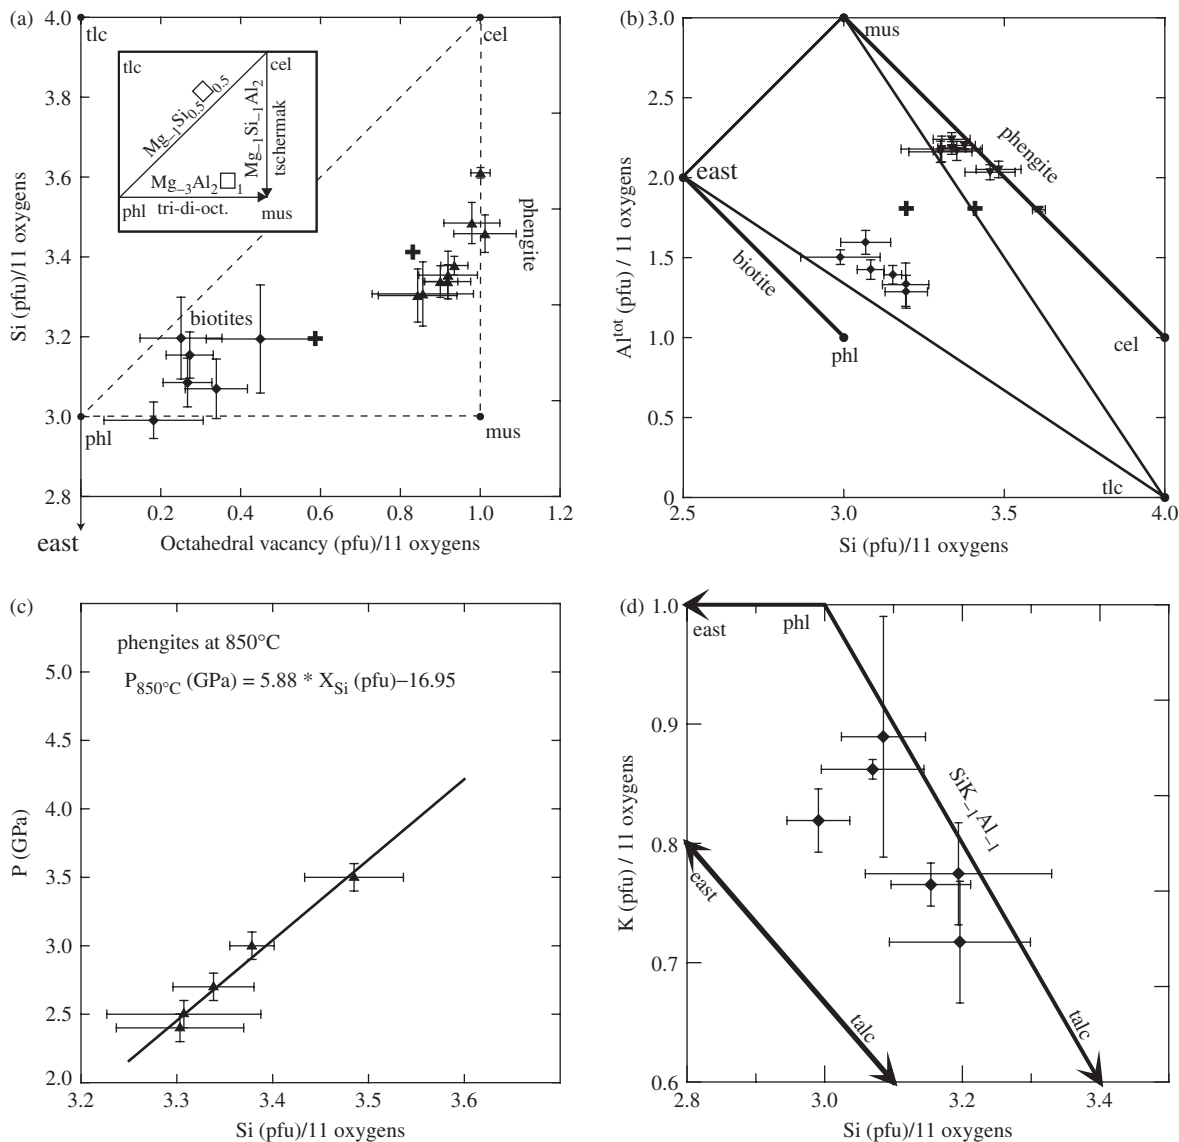 (a)
4.0
3.8
3.6
3.4
3.2
3.0
2.8
Si (pfu)/11 oxygens
tlc
cel
tlc
cel
Mg–1Si0.5□0.5
Mg–1Si–1Al2
tschermak
Mg–3Al2□1
phl
tri-di-oct.
mus
phengite
biotites
phl
mus
0.2
0.4
0.6
0.8
1.0
1.2
east
Octahedral vacancy (pfu)/11 oxygens
(b)
3.0
2.5
2.0
1.5
1.0
0.5
0
Altot (pfu) / 11 oxygens
mus
phengite
east
biotite
phl
cel
tlc
2.5
3.0
3.5
4.0
Si (pfu)/11 oxygens
(c)
phengites at 850°C
P850°C (GPa) = 5.88 * XSi (pfu)–16.95
5.0
4.5
4.0
3.5
3.0
2.5
2.0
P (GPa)
3.2
3.3
3.4
3.5
3.6
Si (pfu)/11 oxygens
(d)
1.0
0.9
0.8
0.7
0.6
K (pfu) / 11 oxygens
east
phl
SiK–1Al–1
east
talc
talc
2.8
3.0
3.2
3.4
Si (pfu)/11 oxygens